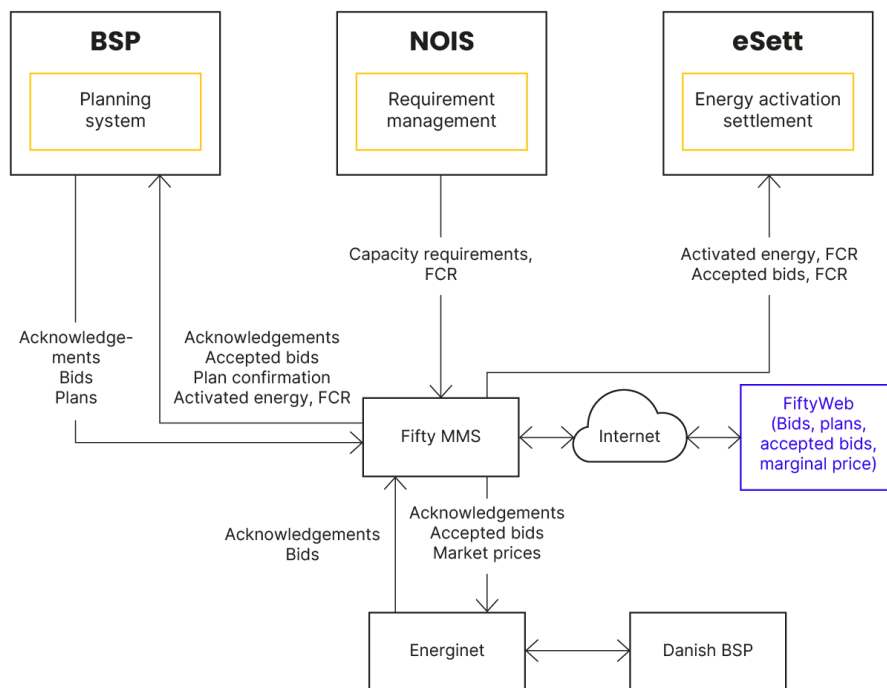 BSP
Planning
system
NOIS
Requirement
management
eSett
Energy activation
settlement
Capacity requirements,
FCR
Activated energy, FCR
Accepted bids, FCR
Acknowledge-
ments
Bids
Plans
Acknowledgements
Accepted bids
Plan confirmation
Activated energy, FCR
Fifty MMS
Internet
FiftyWeb
(Bids, plans,
accepted bids,
marginal price)
Acknowledgements
Bids
Acknowledgements
Accepted bids
Market prices
Energinet
Danish BSP